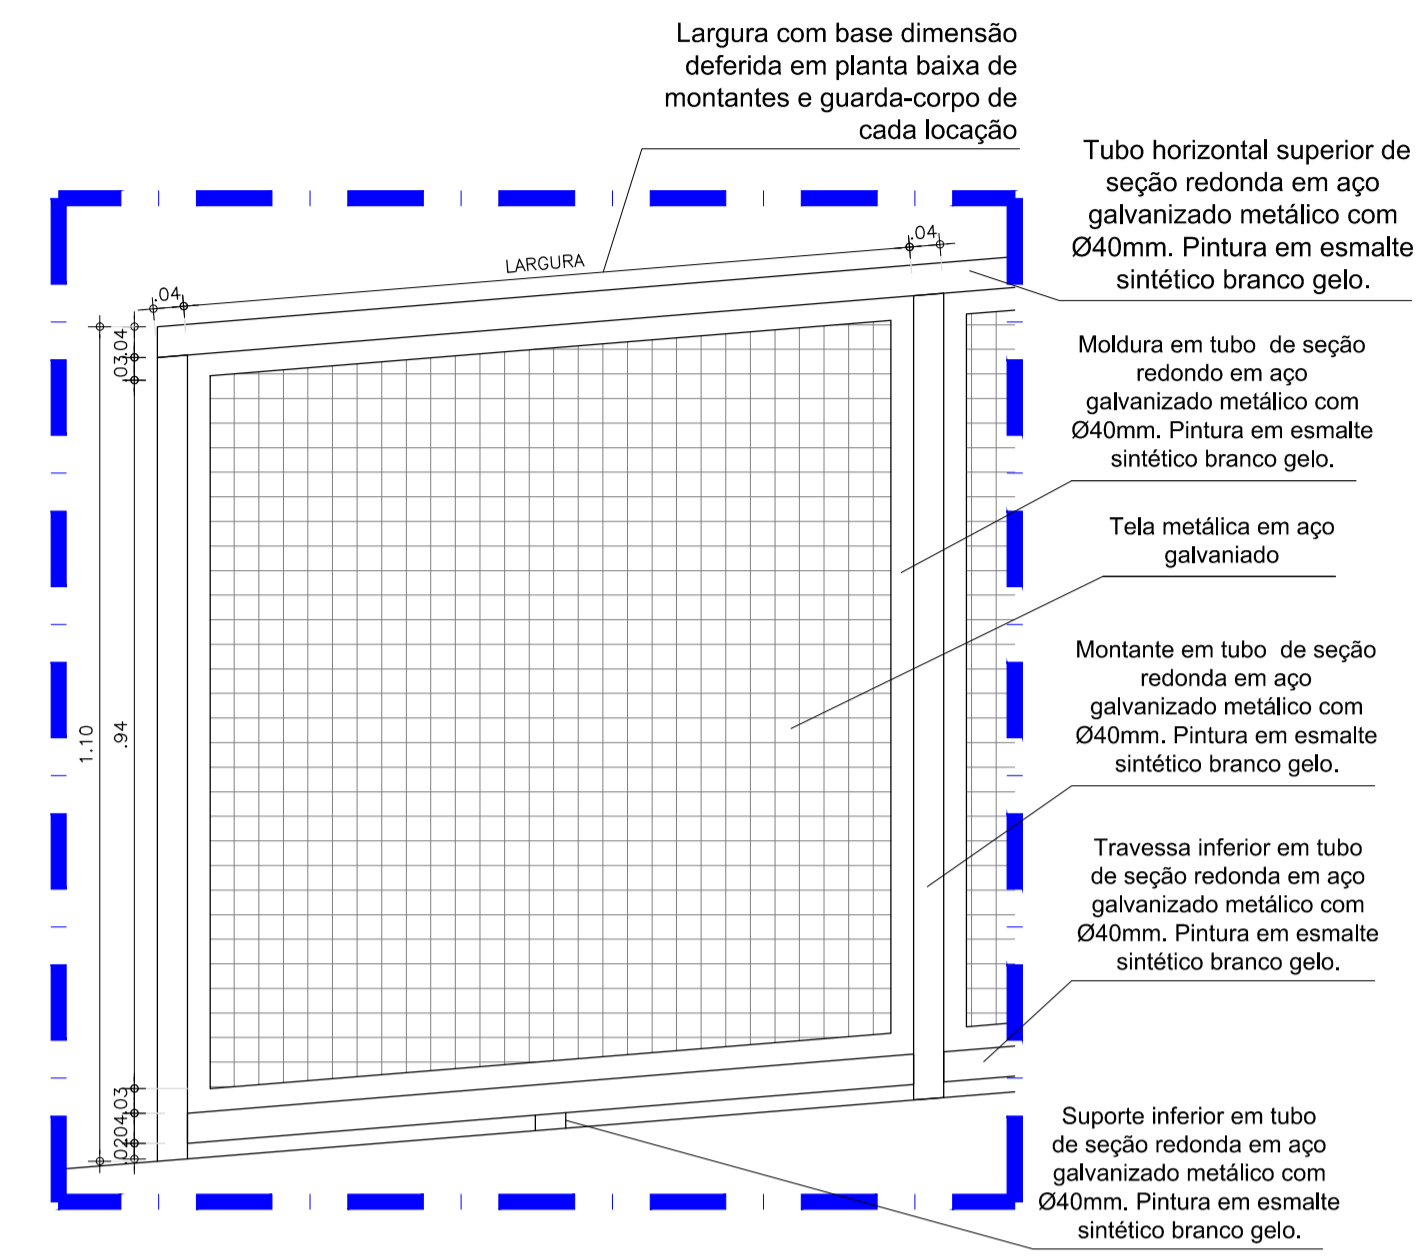 Largura com base dimensão
deferida em planta baixa de
montantes e guarda-corpo de
cada locação
Tubo horizontal superior de
seção redonda em aço
galvanizado metálico com
Ø40mm. Pintura em esmalte
sintético branco gelo.
.04
LARGURA
.04
.04
.03
Moldura em tubo de seção
redondo em aço
galvanizado metálico com
Ø40mm. Pintura em esmalte
sintético branco gelo.
Tela metálica em aço
galvaniado
Montante em tubo de seção
redonda em aço
galvanizado metálico com
Ø40mm. Pintura em esmalte
sintético branco gelo.
1.10
.94
Travessa inferior em tubo
de seção redonda em aço
galvanizado metálico com
Ø40mm. Pintura em esmalte
sintético branco gelo.
.03
.04
.02
Suporte inferior em tubo
de seção redonda em aço
galvanizado metálico com
Ø40mm. Pintura em esmalte
sintético branco gelo.